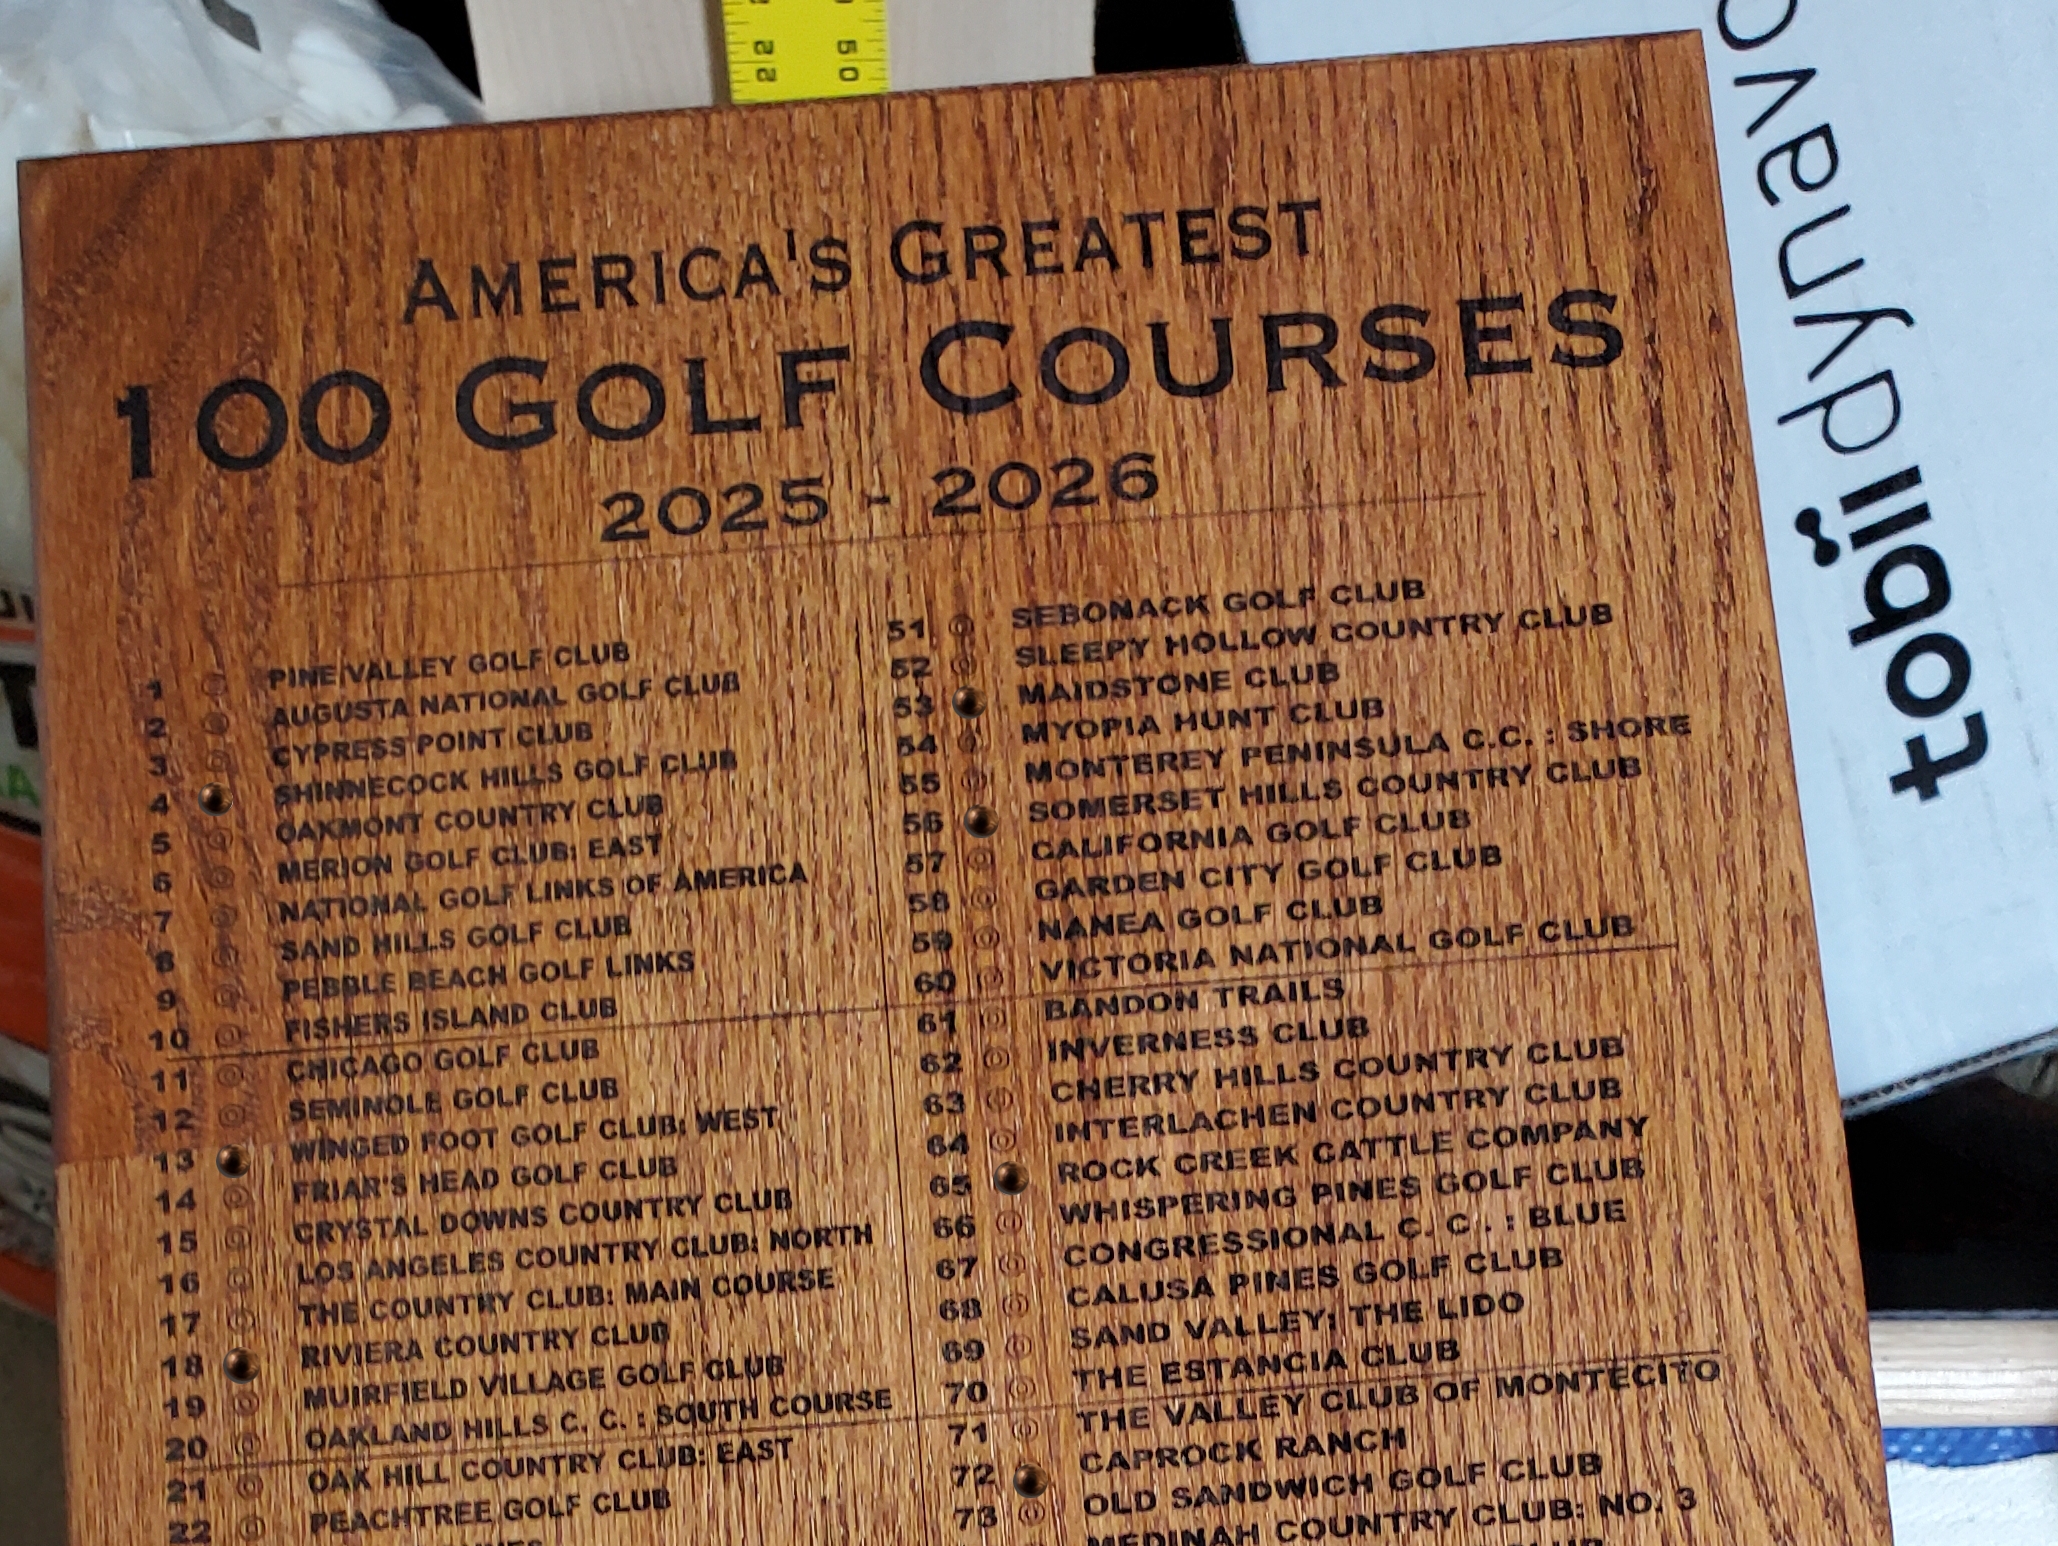 AMERICA'S GREATEST
100 GOLF COURSES
2025 - 2026
1 PINE VALLEY GOLF CLUB
2 AUGUSTA NATIONAL GOLF CLUB
3 CYPRESS POINT CLUB
4 SHINNECOCK HILLS GOLF CLUB
5 OAKMONT COUNTRY CLUB
6 MERION GOLF CLUB: EAST
7 NATIONAL GOLF LINKS OF AMERICA
8 SAND HILLS GOLF CLUB
9 PEBBLE BEACH GOLF LINKS
10 FISHERS ISLAND CLUB
11 CHICAGO GOLF CLUB
12 SEMINOLE GOLF CLUB
13 WINGED FOOT GOLF CLUB: WEST
14 FRIAR'S HEAD GOLF CLUB
15 CRYSTAL DOWNS COUNTRY CLUB
16 LOS ANGELES COUNTRY CLUB: NORTH
17 THE COUNTRY CLUB: MAIN COURSE
18 RIVIERA COUNTRY CLUB
19 MUIRFIELD VILLAGE GOLF CLUB
20 OAKLAND HILLS C. C. : SOUTH COURSE
21 OAK HILL COUNTRY CLUB: EAST
22 PEACHTREE GOLF CLUB
51 SEBONACK GOLF CLUB
52 SLEEPY HOLLOW COUNTRY CLUB
53 MAIDSTONE CLUB
54 MYOPIA HUNT CLUB
55 MONTEREY PENINSULA C.C. : SHORE
56 SOMERSET HILLS COUNTRY CLUB
57 CALIFORNIA GOLF CLUB
58 GARDEN CITY GOLF CLUB
59 NANEA GOLF CLUB
60 VICTORIA NATIONAL GOLF CLUB
61 BANDON TRAILS
62 INVERNESS CLUB
63 CHERRY HILLS COUNTRY CLUB
64 INTERLACHEN COUNTRY CLUB
65 ROCK CREEK CATTLE COMPANY
66 WHISPERING PINES GOLF CLUB
67 CONGRESSIONAL C. C. : BLUE
68 CALUSA PINES GOLF CLUB
69 SAND VALLEY: THE LIDO
70 THE ESTANCIA CLUB
71 THE VALLEY CLUB OF MONTECITO
72 CAPROCK RANCH
73 OLD SANDWICH GOLF CLUB
MEDINAH COUNTRY CLUB: NO. 3
CLUB
22
50
tobii dynavo